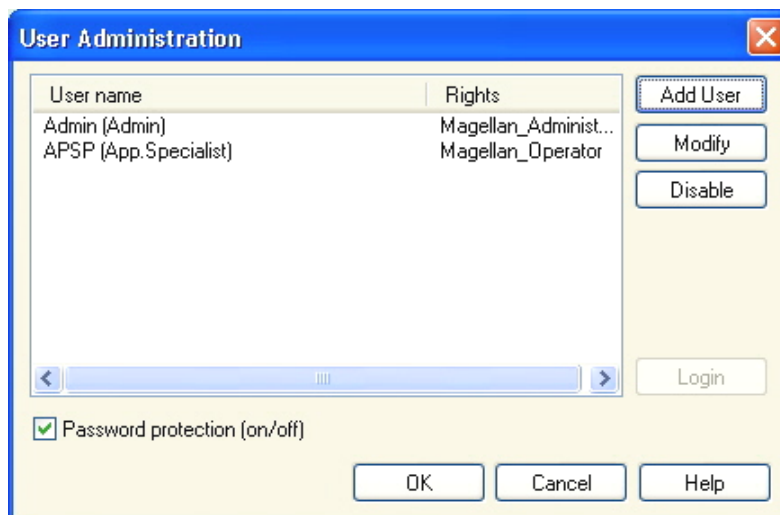 User Administration
User name Rights Add User
Admin (Admin) Magellan_Administ...
APSP (App.Specialist) Magellan_Operator Modify
Disable
Login
Password protection (on/off)
OK Cancel Help